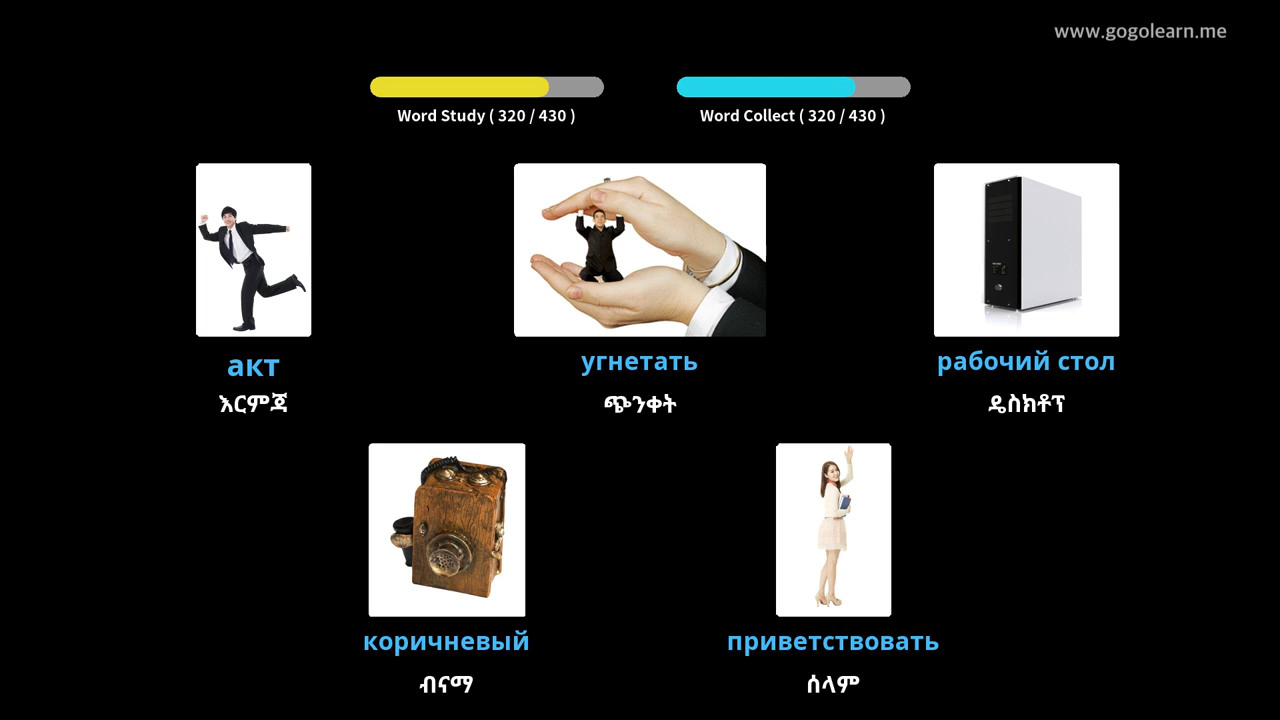 www.gogolearn.me
Word Study ( 320 / 430 )
Word Collect ( 320 / 430 )
акт
угнетать
рабочий стол
እርምጃ
ጭንቀት
ዴስክቶፕ
коричневый
приветствовать
ብናማ
ሰላም